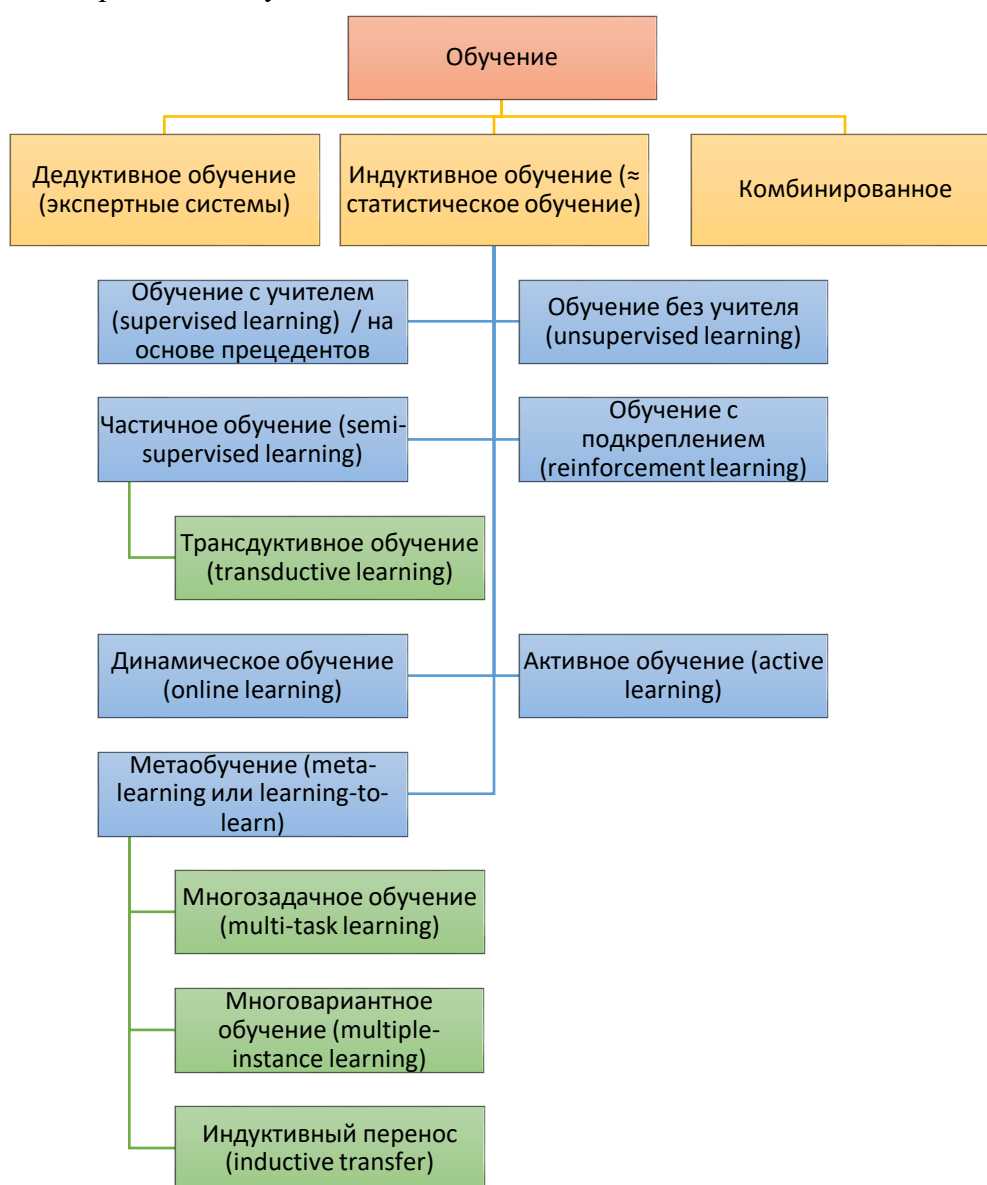 Обучение
Дедуктивное обучение
(экспертные системы)
Индуктивное обучение (≈
статистическое обучение)
Комбинированное
Обучение с учителем
(supervised learning) / на
основе прецедентов
Обучение без учителя
(unsupervised learning)
Частичное обучение (semi-
supervised learning)
Обучение с
подкреплением
(reinforcement learning)
Трансдуктивное обучение
(transductive learning)
Динамическое обучение
(online learning)
Активное обучение (active
learning)
Метаобучение (meta-
learning или learning-to-
learn)
Многозадачное обучение
(multi-task learning)
Многовариантное
обучение (multiple-
instance learning)
Индуктивный перенос
(inductive transfer)